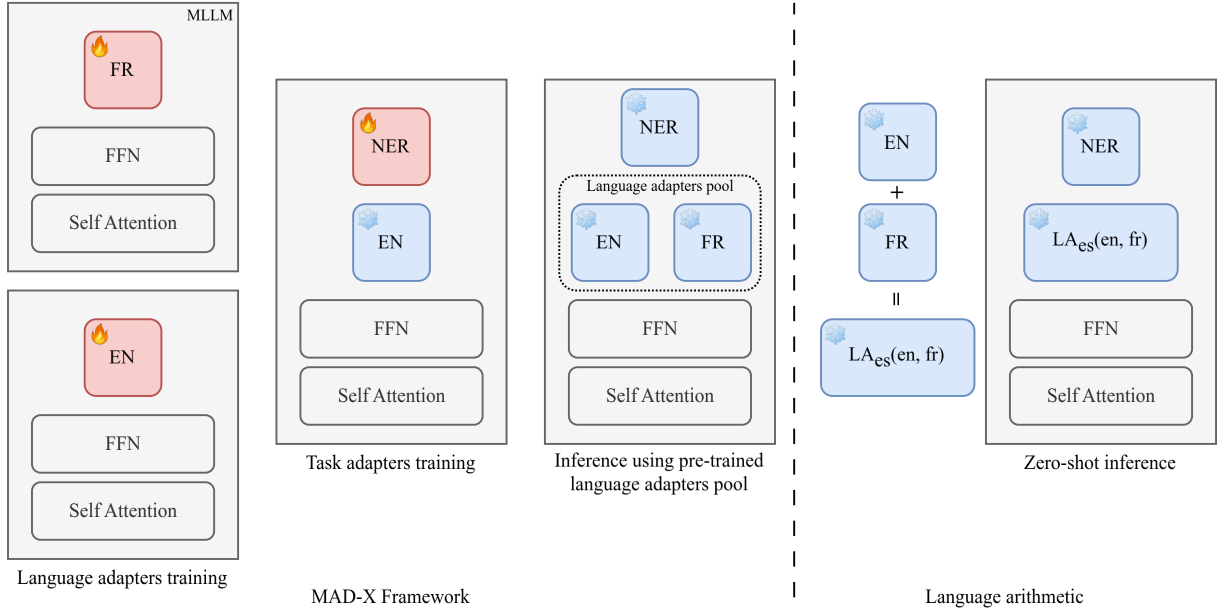 MLLM
FR
FFN
Self Attention
EN
FFN
Self Attention
Language adapters training
NER
EN
FFN
Self Attention
Task adapters training
NER
Language adapters pool
EN FR
FFN
Self Attention
Inference using pre-trained
language adapters pool
MAD-X Framework
EN
+
FR
=
LAes(en, fr)
NER
LAes(en, fr)
FFN
Self Attention
Zero-shot inference
Language arithmetic